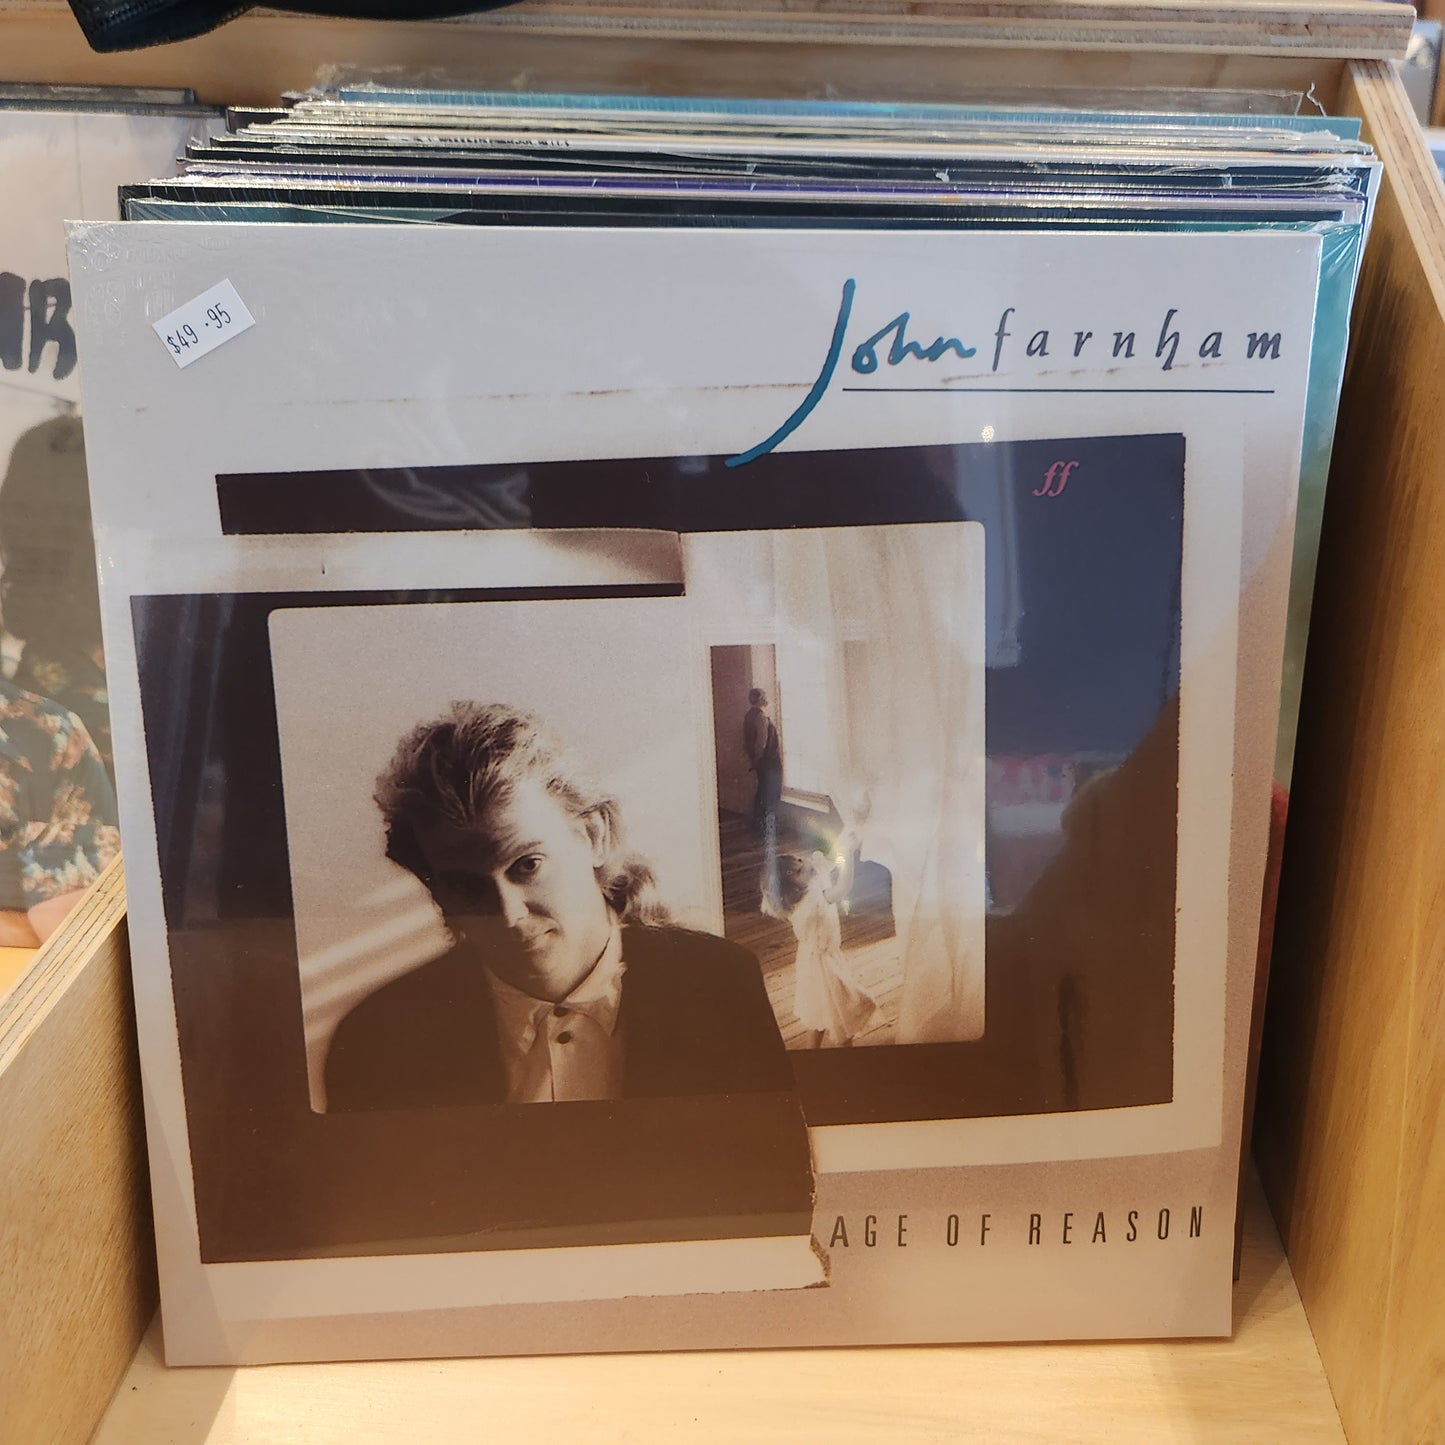 $49.95
John farnham
ff
AGE OF REASON